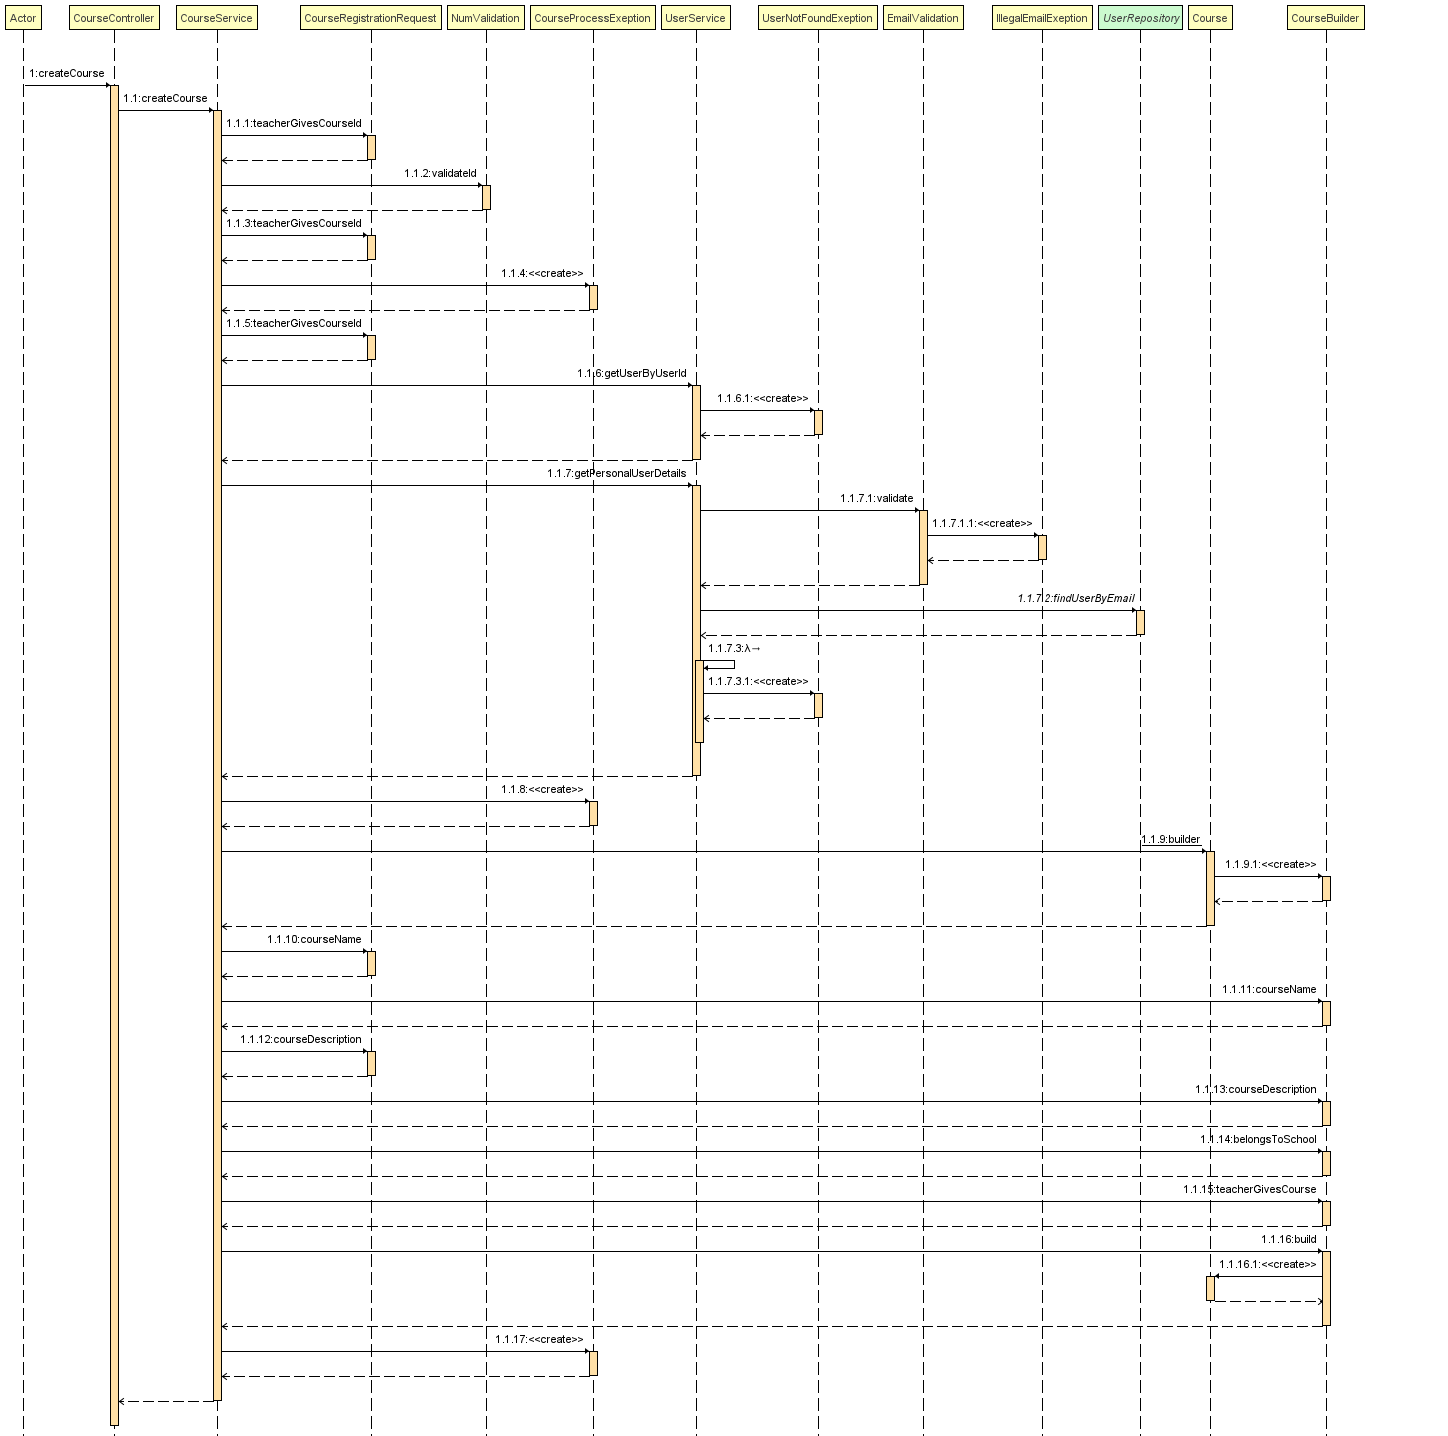 Actor CourseController CourseService CourseRegistrationRequest NumValidation CourseProcessExeption UserService UserNotFoundExeption EmailValidation IllegalEmailExeption UserRepository Course CourseBuilder
1:createCourse
1.1:createCourse
1.1.1:teacherGivesCourseId
1.1.2:validateId
1.1.3:teacherGivesCourseId
1.1.4:<<create>>
1.1.5:teacherGivesCourseId
1.1.6:getUserByUserId
1.1.6.1:<<create>>
1.1.7:getPersonalUserDetails
1.1.7.1:validate
1.1.7.1.1:<<create>>
1.1.7.2:findUserByEmail
1.1.7.3:λ→
1.1.7.3.1:<<create>>
1.1.8:<<create>>
1.1.9:builder
1.1.9.1:<<create>>
1.1.10:courseName
1.1.11:courseName
1.1.12:courseDescription
1.1.13:courseDescription
1.1.14:belongsToSchool
1.1.15:teacherGivesCourse
1.1.16:build
1.1.16.1:<<create>>
1.1.17:<<create>>